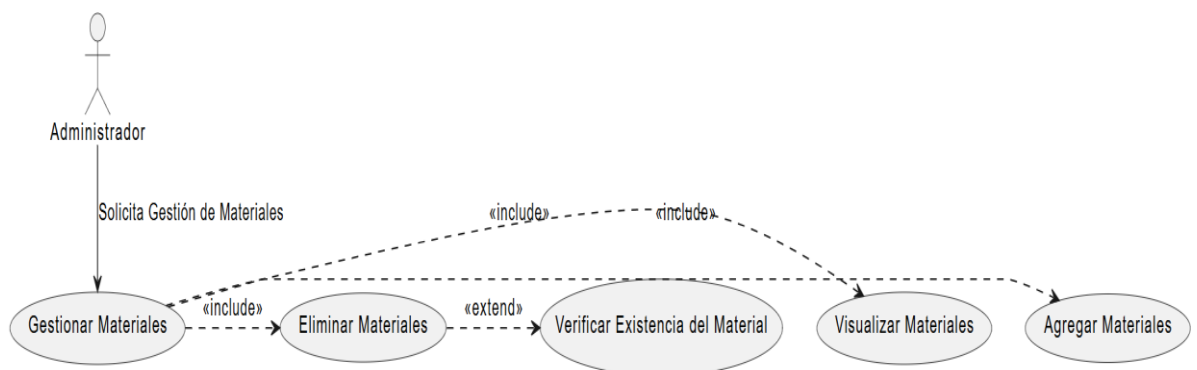 Administrador
Solicita Gestión de Materiales
«include»
«include»
«include»
«extend»
Gestionar Materiales
Eliminar Materiales
Verificar Existencia del Material
Visualizar Materiales
Agregar Materiales